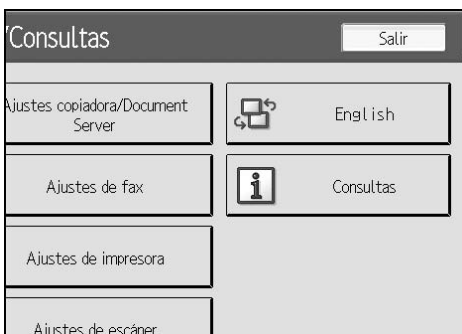 /Consultas
Salir
Ajustes copiadora/Document
Server
English
Ajustes de fax
Consultas
Ajustes de impresora
Ajustes de escáner